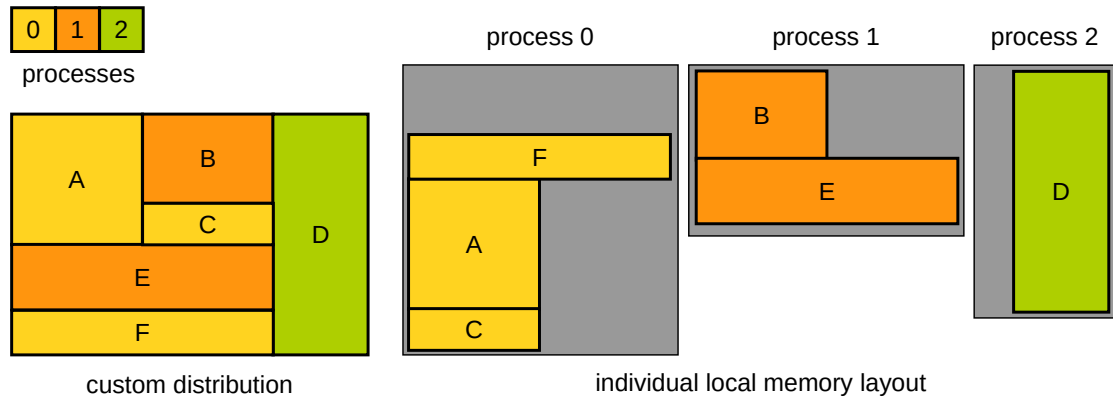 0 1 2
processes
A
B
C
D
E
F
custom distribution
process 0
F
A
C
process 1
B
E
process 2
D
individual local memory layout